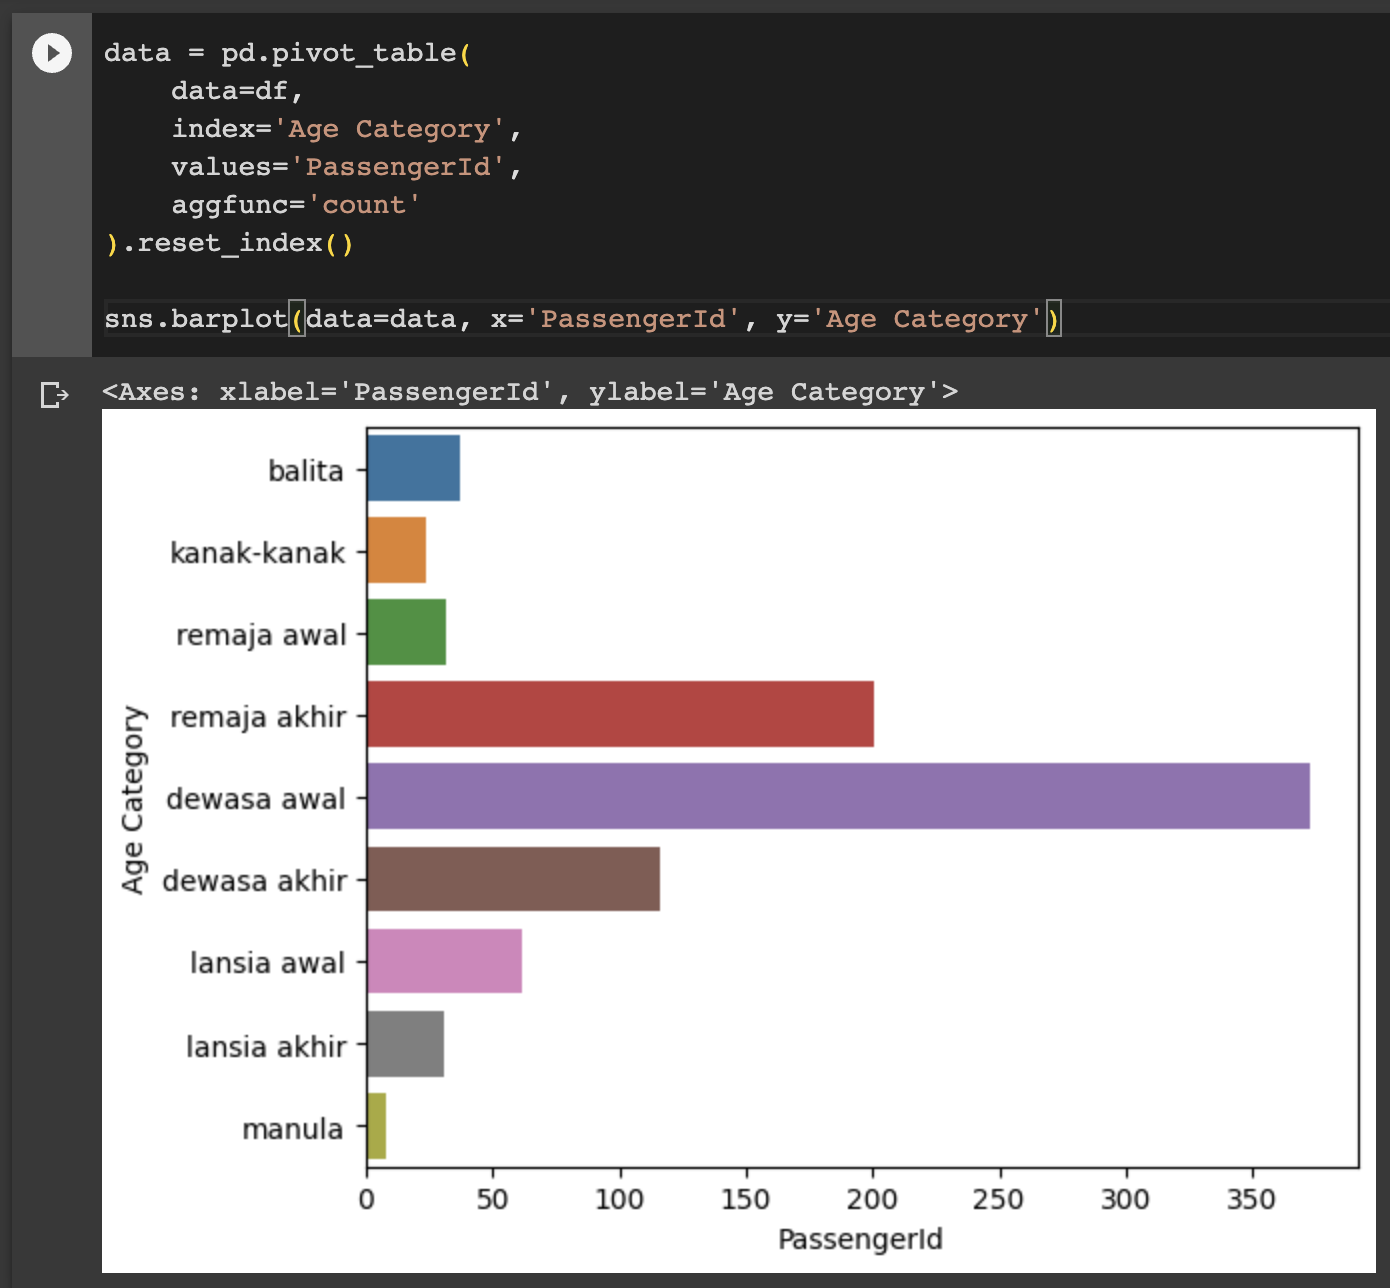 data = pd.pivot_table(
    data=df,
    index='Age Category',
    values='PassengerId',
    aggfunc='count'
).reset_index()
sns.barplot(data=data, x='PassengerId', y='Age Category')
<Axes: xlabel='PassengerId', ylabel='Age Category'>
Age Category
balita
kanak-kanak
remaja awal
remaja akhir
dewasa awal
dewasa akhir
lansia awal
lansia akhir
manula
0 50 100 150 200 250 300 350
PassengerId